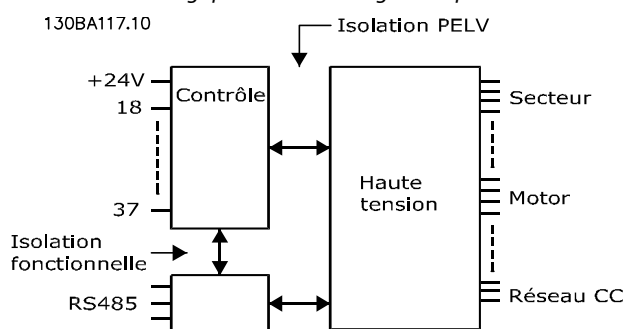 130BA117.10
Isolation PELV
+24V
Contrôle
18
Secteur
Haute
tension
Motor
37
Isolation
fonctionnelle
RS485
Réseau CC